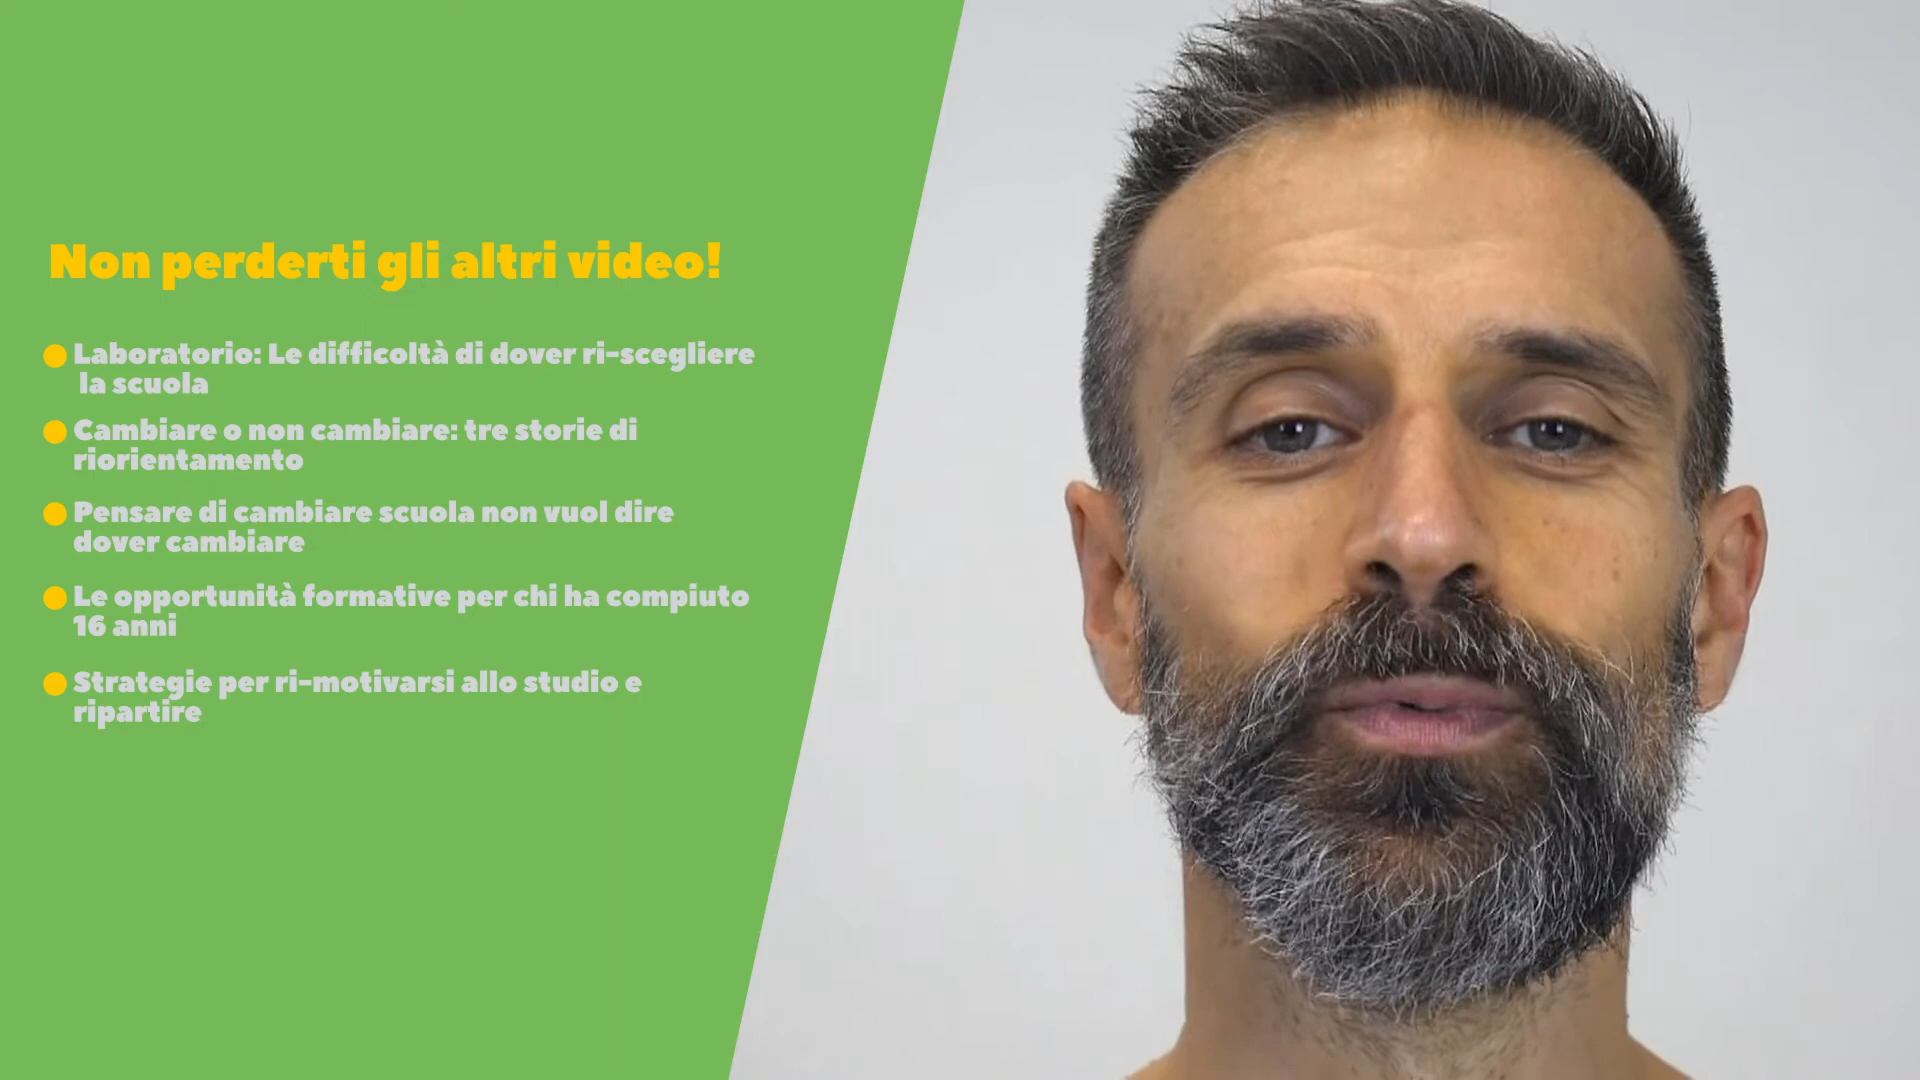 Non perderti gli altri video!
Laboratorio: Le difficoltà di dover ri-scegliere
la scuola
Cambiare o non cambiare: tre storie di
riorientamento
Pensare di cambiare scuola non vuol dire
dover cambiare
Le opportunità formative per chi ha compiuto
16 anni
Strategie per ri-motivarsi allo studio e
ripartire